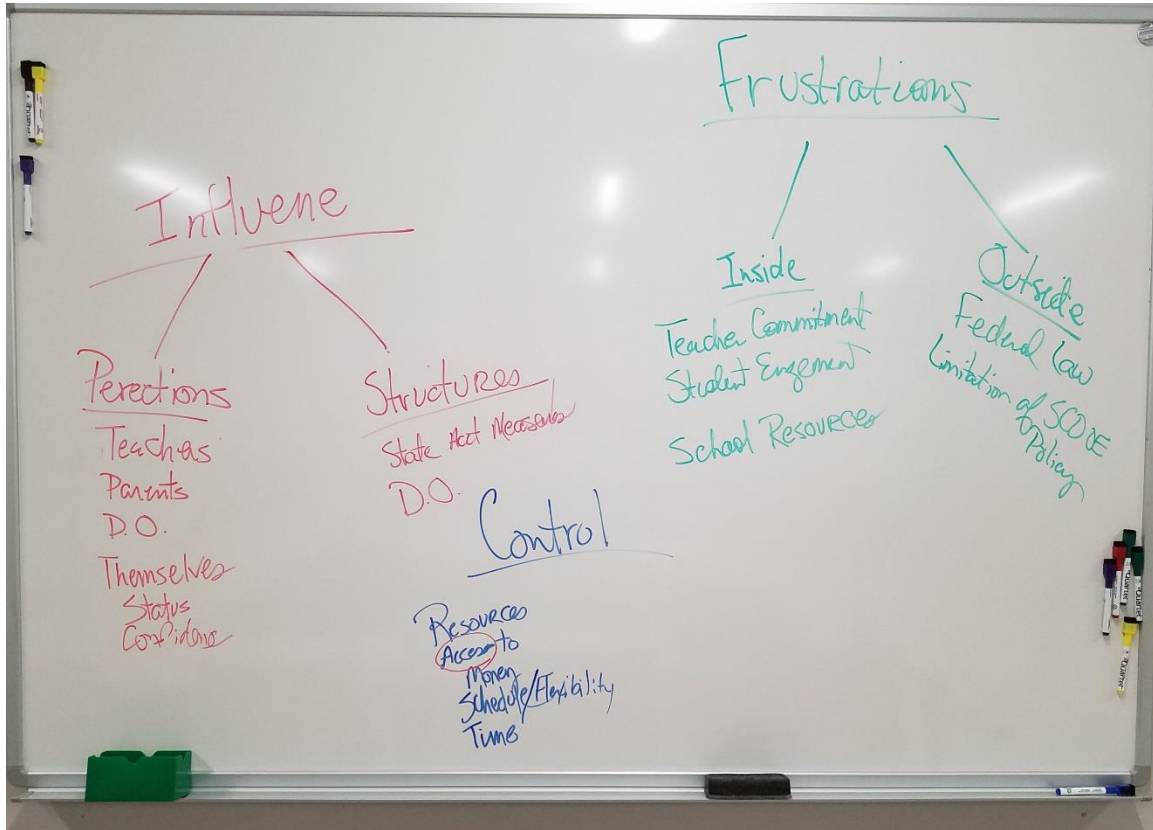 Influene
Perections
Teachers
Parents
D.O.
Themselves
Status
Confidence
Structures
State Acct Measures
D.O.
Control
Resources
Access to
Money
Schedule/Flexibility
Time
Frustrations
Inside
Teacher Commitment
Student Engement
School Resources
Outside
Federal Law
Limitation of SCDE
Policy